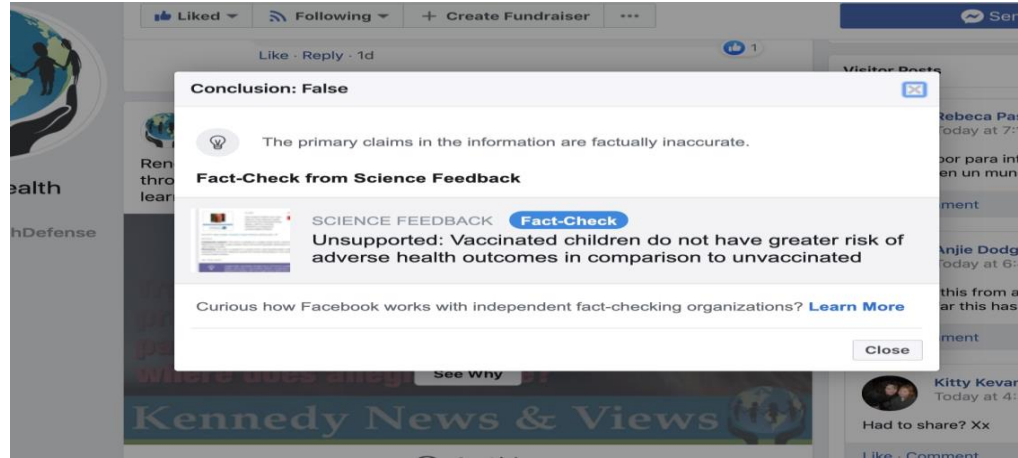 Liked
Following
+ Create Fundraiser
...
Like · Reply · 1d
1
Visitor Posts
Conclusion: False
The primary claims in the information are factually inaccurate.
Fact-Check from Science Feedback
SCIENCE FEEDBACK Fact-Check
Unsupported: Vaccinated children do not have greater risk of
adverse health outcomes in comparison to unvaccinated
Curious how Facebook works with independent fact-checking organizations? Learn More
Close
ealth
hDefense
See Why
Kennedy News & Views
Rebeca Pa
Today at 7:
por para in
en un mun
ment
Anjie Dodg
Today at 6:
this from a
ar this has
ment
Kitty Kevar
Today at 4:
Had to share? Xx
Like · Comment